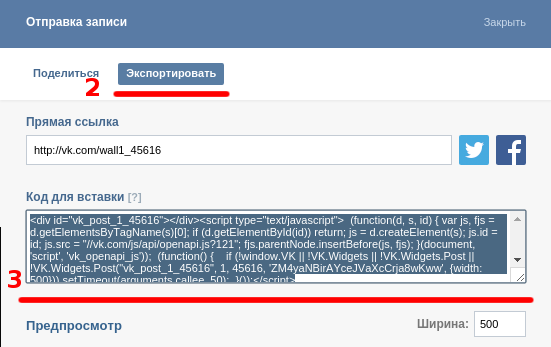 Отправка записи
Закрыть
Поделиться
Экспортировать
2
Прямая ссылка
http://vk.com/wall1_45616
Код для вставки [?]
<div id="vk_post_1_45616"></div><script type="text/javascript"> (function(d, s, id) { var js, fjs =
d.getElementsByTagName(s)[0]; if (d.getElementById(id)) return; js = d.createElement(s); js.id =
id; js.src = "//vk.com/js/api/openapi.js?121"; fjs.parentNode.insertBefore(js, fjs); }(document,
'script', 'vk_openapi_js')); (function() { if (!window.VK || !VK.Widgets || !VK.Widgets.Post ||
!VK.Widgets.Post("vk_post_1_45616", 1, 45616, 'ZM4yaNBirAYceJVaXcCrja8wKww', {width:
500})) setTimeout(arguments.callee, 50); }());</script>
3
Предпросмотр
Ширина: 500